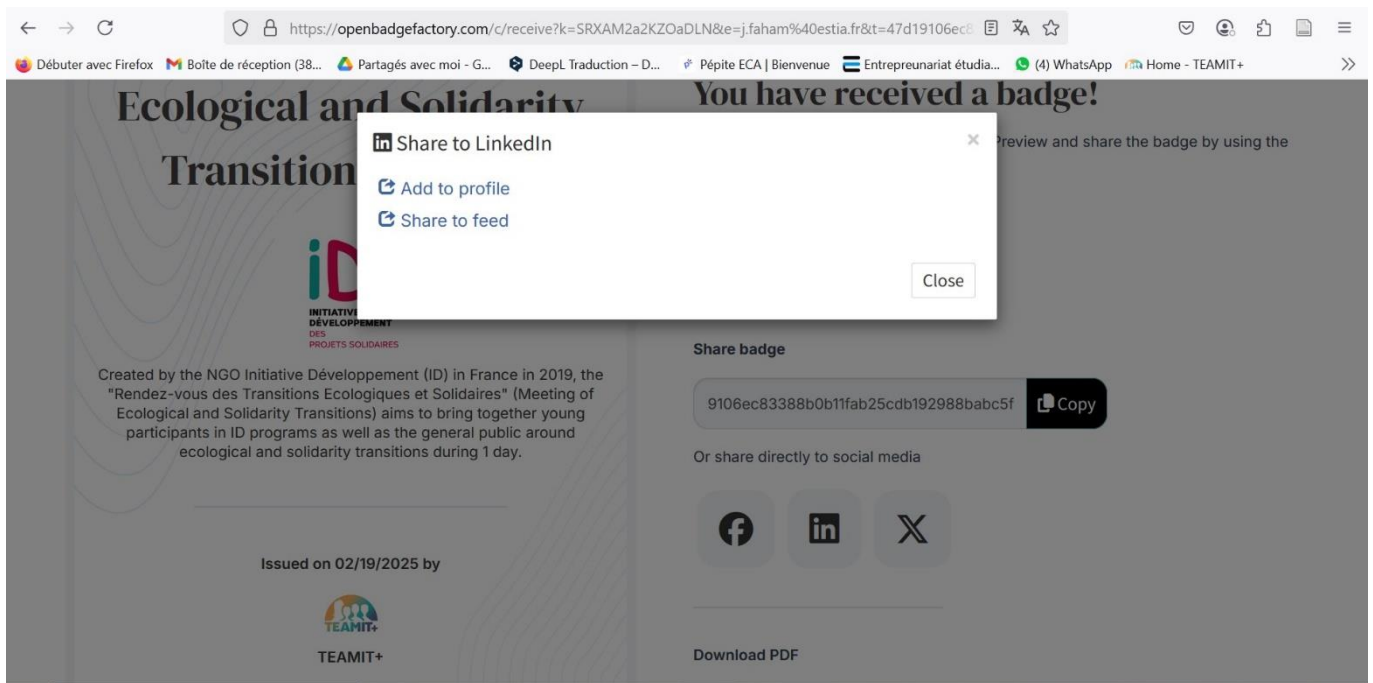 https://openbadgefactory.com/c/receive?k=SRXAM2a2KZOaDLN&e=j.faham%40estia.fr&t=47d19106ec8
Débuter avec Firefox Boîte de réception (38... Partagés avec moi - G... DeepL Traduction – D... Pépite ECA | Bienvenue Entrepreunariat étudia... (4) WhatsApp Home - TEAMIT+
Ecological and Solidarity
Transition
iD
INITIATIVE
DÉVELOPPEMENT
DES
PROJETS SOLIDAIRES
Created by the NGO Initiative Développement (ID) in France in 2019, the
"Rendez-vous des Transitions Ecologiques et Solidaires" (Meeting of
Ecological and Solidarity Transitions) aims to bring together young
participants in ID programs as well as the general public around
ecological and solidarity transitions during 1 day.
Issued on 02/19/2025 by
TEAMIT+
TEAMIT+
Share to LinkedIn ×
Add to profile
Share to feed
Close
You have received a badge!
Preview and share the badge by using the
Share badge
9106ec83388b0b11fab25cdb192988babc5f Copy
Or share directly to social media
Download PDF